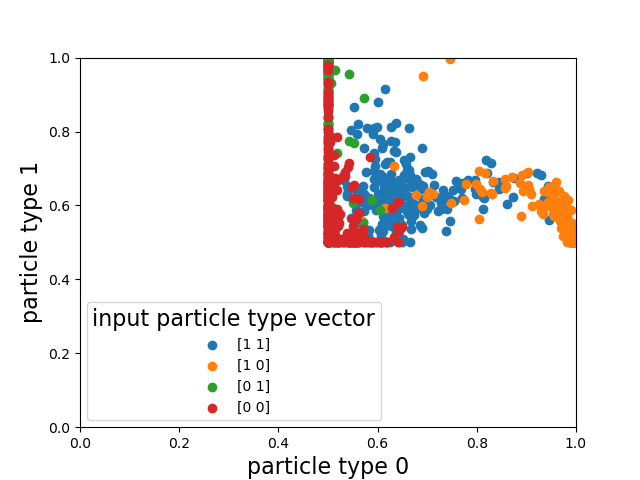 1.0
0.8
0.6
0.4
0.2
0.0
particle type 1
input particle type vector
[1 1]
[1 0]
[0 1]
[0 0]
0.0 0.2 0.4 0.6 0.8 1.0
particle type 0